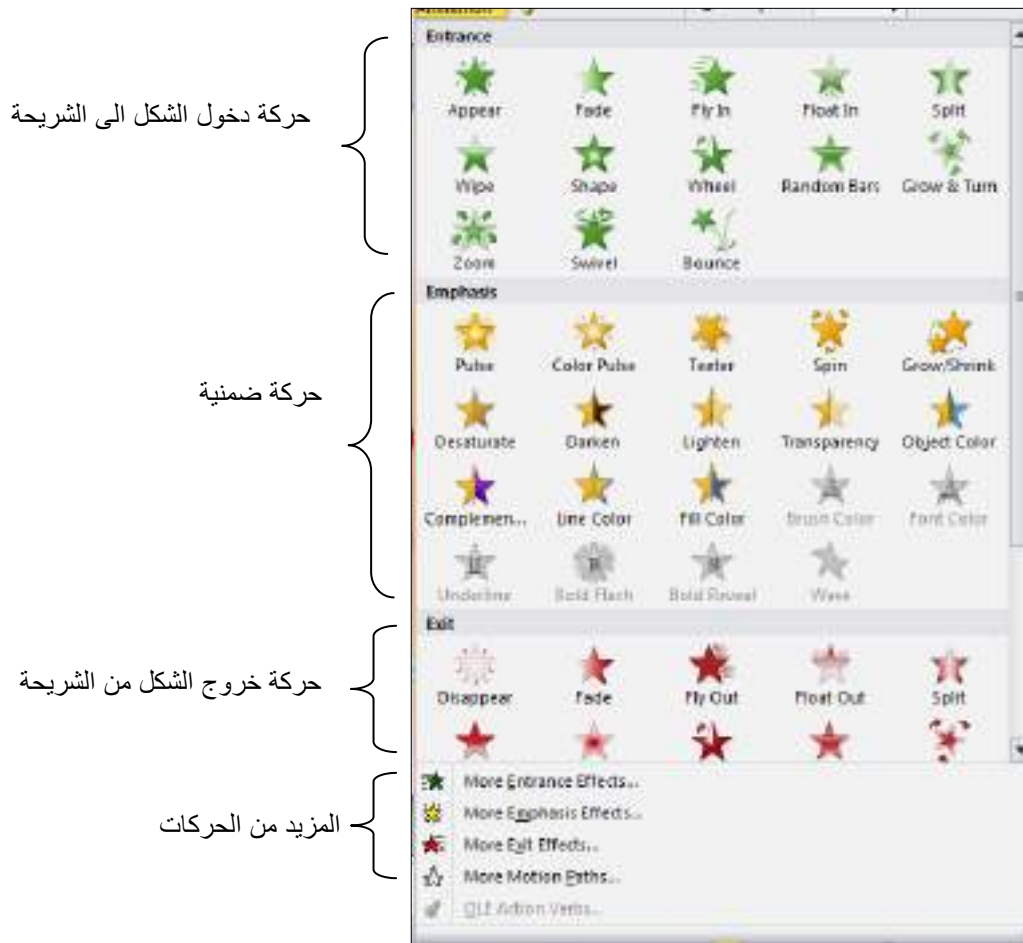 Entrance
Appear Fade Fly In Float In Split
حركة دخول الشكل الى الشريحة
Wipe Shape Wheel Random Bars Grow & Turn
Zoom Swivel Bounce
Emphasis
Pulse Color Pulse Teeter Spin Grow/Shrink
حركة ضمنية
Desaturate Darken Lighten Transparency Object Color
Complemen... Line Color Fill Color Brush Color Font Color
Underline Bold Flash Bold Reveal Wave
Exit
حركة خروج الشكل من الشريحة
Disappear Fade Fly Out Float Out Split
More Entrance Effects...
More Emphasis Effects...
المزيد من الحركات
More Exit Effects...
More Motion Paths...
OLE Action Verbs...